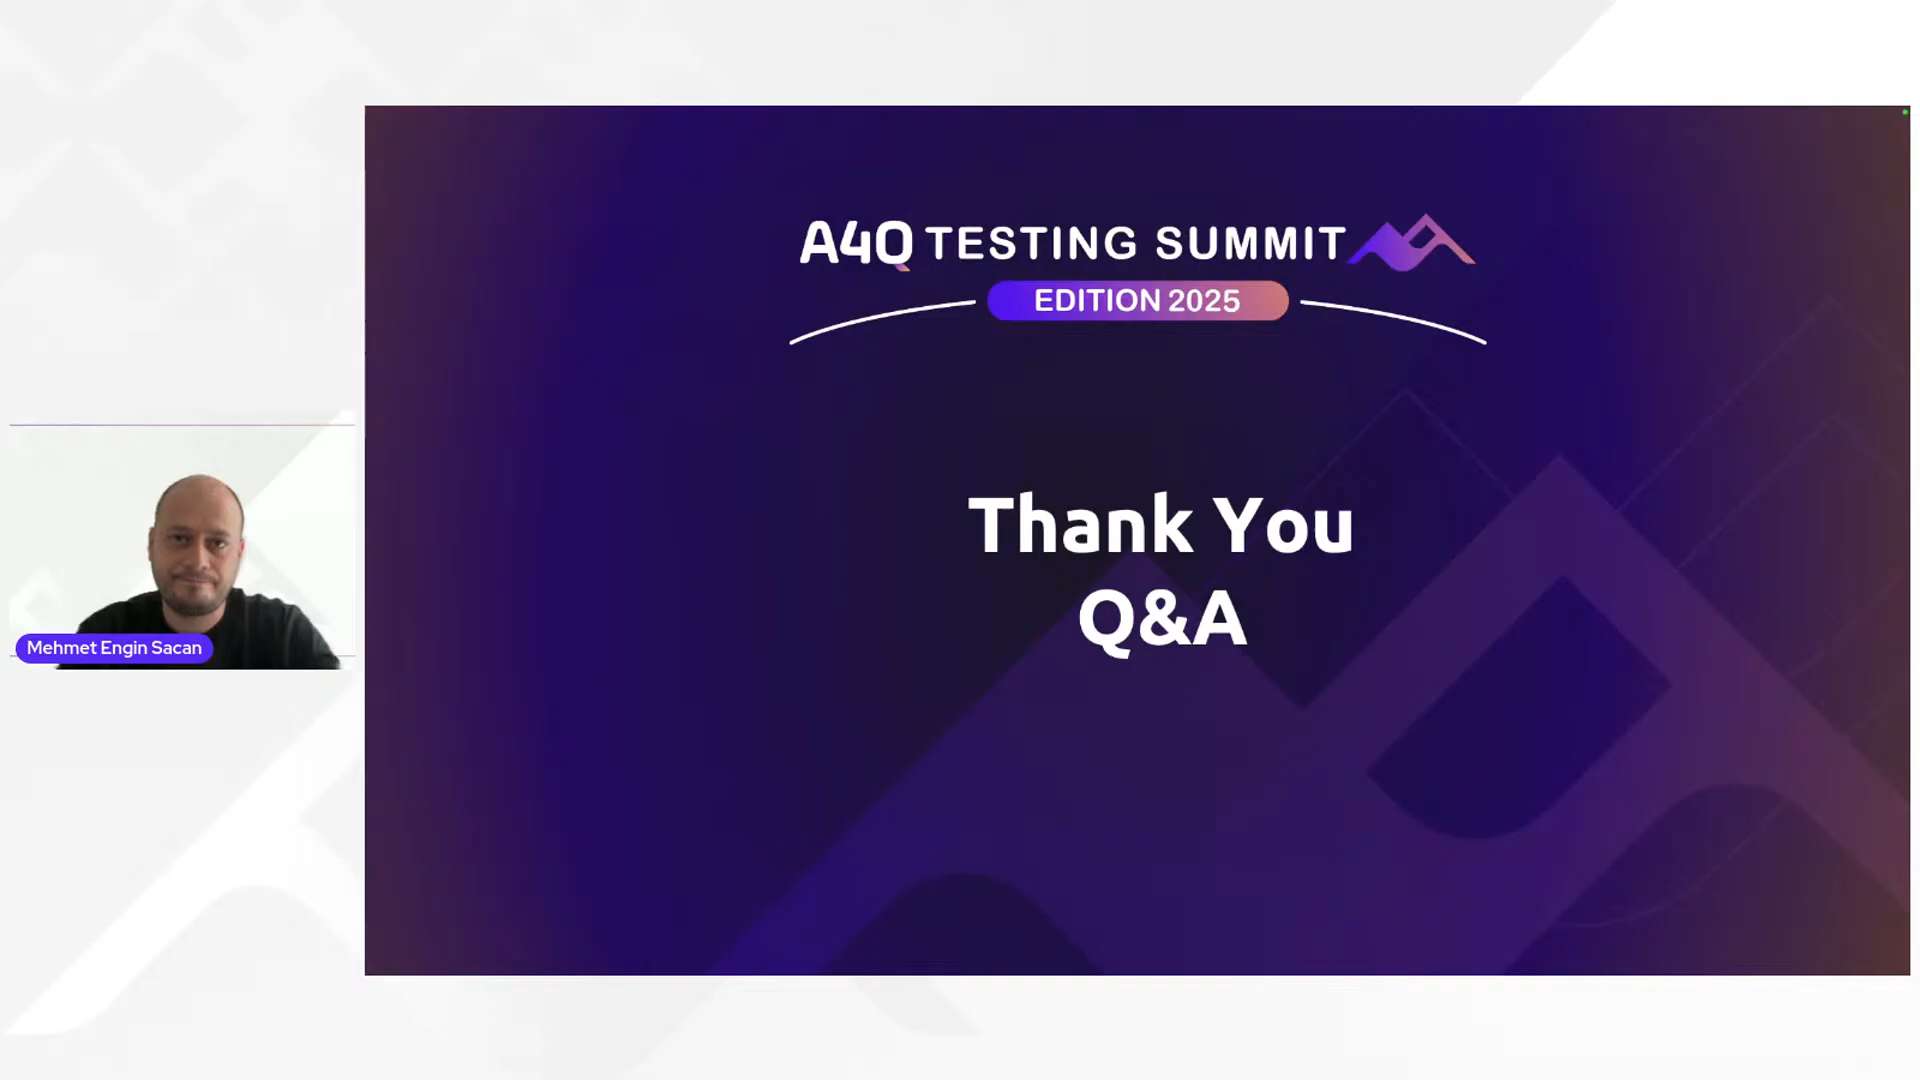 A4Q TESTING SUMMIT
EDITION 2025
Thank You
Q&A
Mehmet Engin Sacan